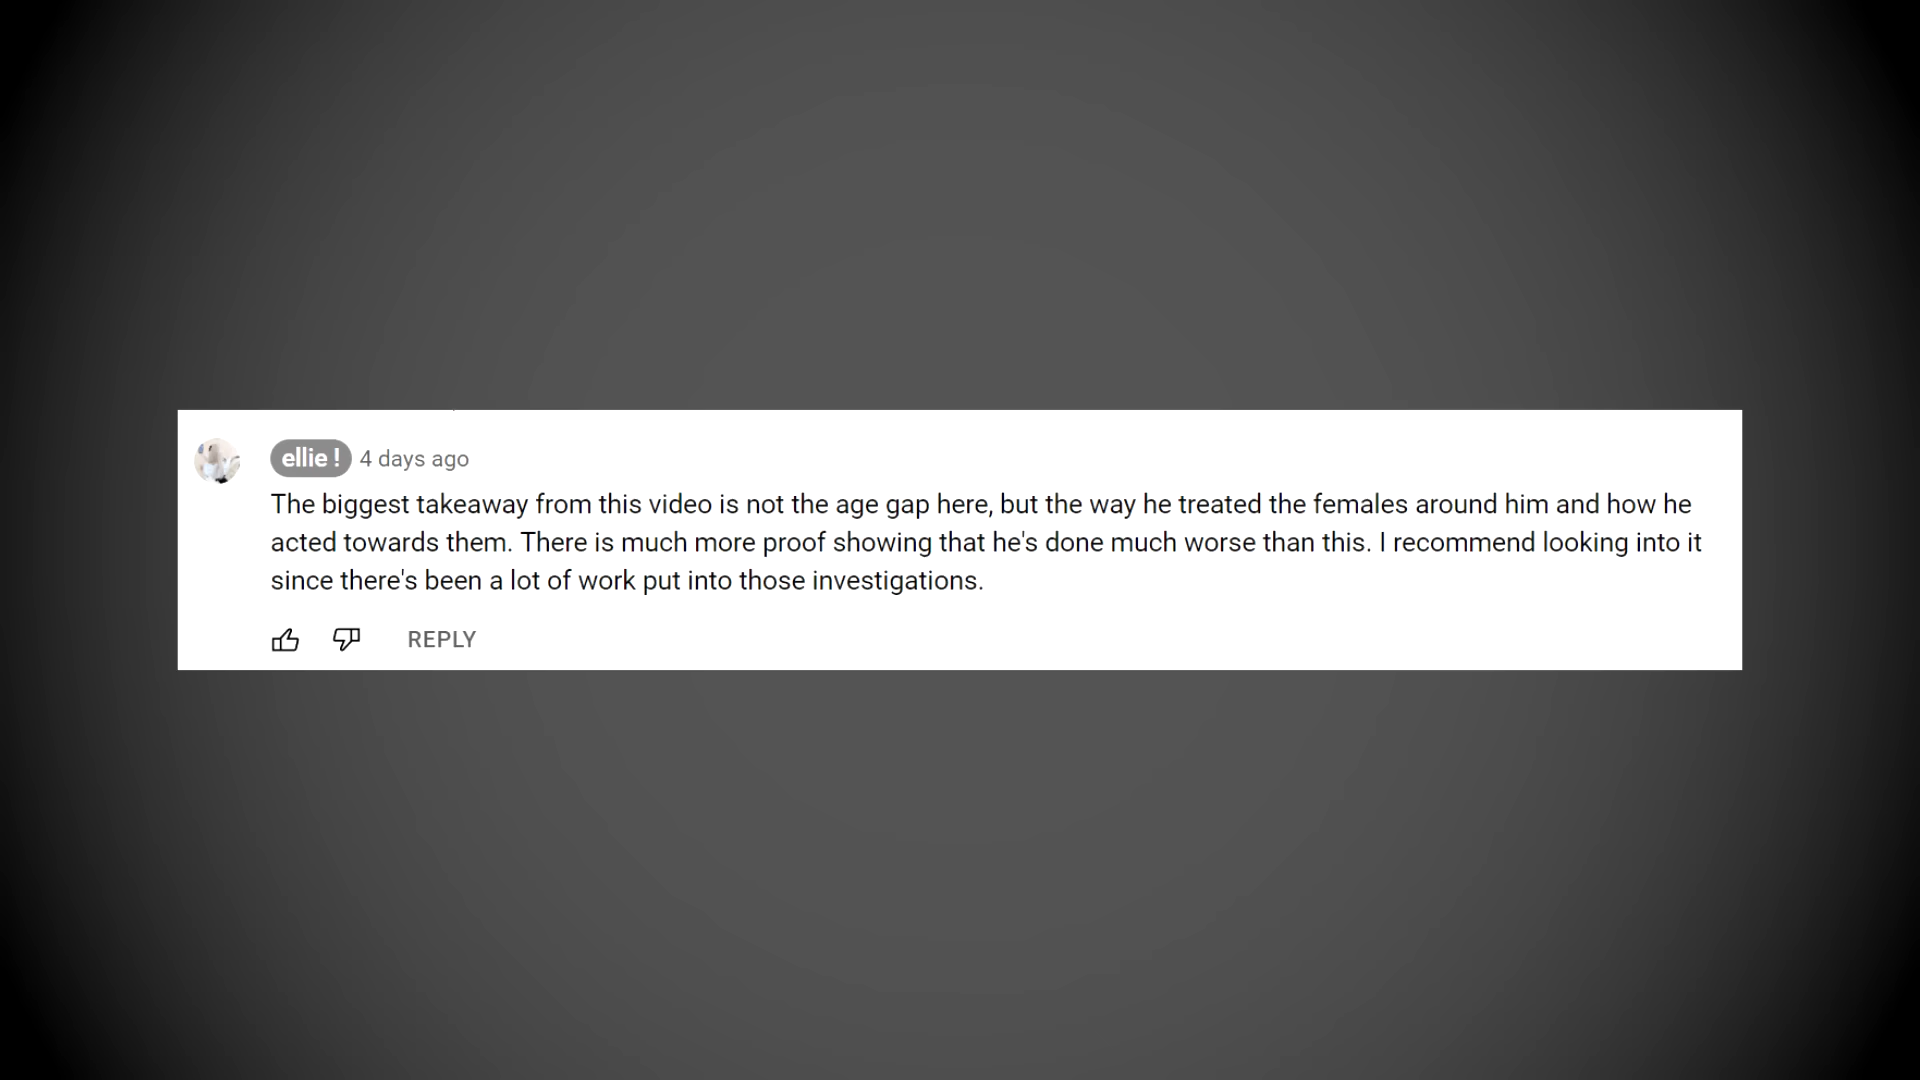 ellie ! 4 days ago
The biggest takeaway from this video is not the age gap here, but the way he treated the females around him and how he
acted towards them. There is much more proof showing that he's done much worse than this. I recommend looking into it
since there's been a lot of work put into those investigations.
REPLY